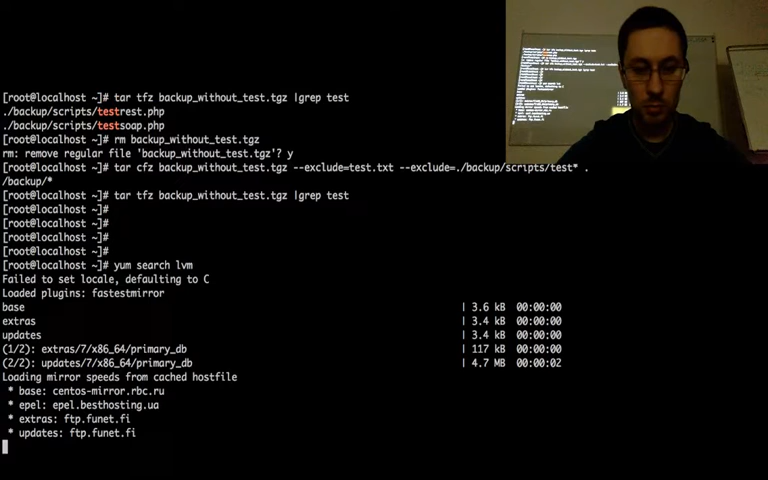 [root@localhost ~]# tar tfz backup_without_test.tgz |grep test
./backup/scripts/testrest.php
./backup/scripts/testsoap.php
[root@localhost ~]# rm backup_without_test.tgz
rm: remove regular file 'backup_without_test.tgz'? y
[root@localhost ~]# tar cfz backup_without_test.tgz --exclude=test.txt --exclude=./backup/scripts/test* .
/backup/*
[root@localhost ~]# tar tfz backup_without_test.tgz |grep test
[root@localhost ~]#
[root@localhost ~]#
[root@localhost ~]#
[root@localhost ~]#
[root@localhost ~]# yum search lvm
Failed to set locale, defaulting to C
Loaded plugins: fastestmirror
base | 3.6 kB 00:00:00
extras | 3.4 kB 00:00:00
updates | 3.4 kB 00:00:00
(1/2): extras/7/x86_64/primary_db | 117 kB 00:00:00
(2/2): updates/7/x86_64/primary_db | 4.7 MB 00:00:02
Loading mirror speeds from cached hostfile
* base: centos-mirror.rbc.ru
* epel: epel.besthosting.ua
* extras: ftp.funet.fi
* updates: ftp.funet.fi